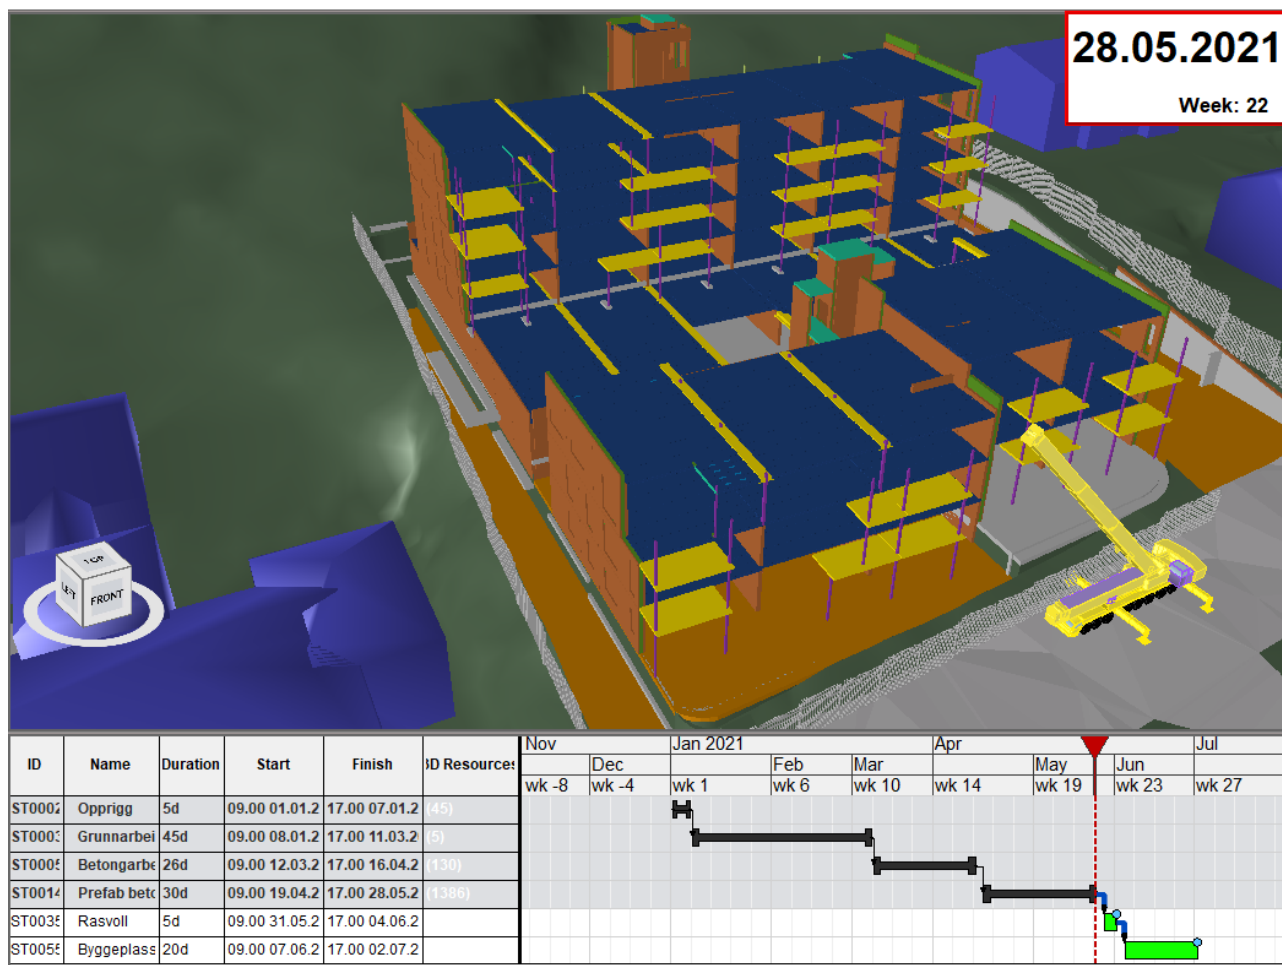 28.05.2021
Week: 22
TOP
LEFT
FRONT
ID Name Duration Start Finish 3D Resources
Nov Jan 2021 Apr Jul
Dec Feb Mar May Jun
wk -8 wk -4 wk 1 wk 6 wk 10 wk 14 wk 19 wk 23 wk 27
ST0002 Opprigg 5d 09.00 01.01.2 17.00 07.01.2 (45)
ST0003 Grunnarbei 45d 09.00 08.01.2 17.00 11.03.2 (5)
ST0005 Betongarbe 26d 09.00 12.03.2 17.00 16.04.2 (130)
ST0014 Prefab betc 30d 09.00 19.04.2 17.00 28.05.2 (1386)
ST0035 Rasvoll 5d 09.00 31.05.2 17.00 04.06.2
ST0055 Byggeplass 20d 09.00 07.06.2 17.00 02.07.2